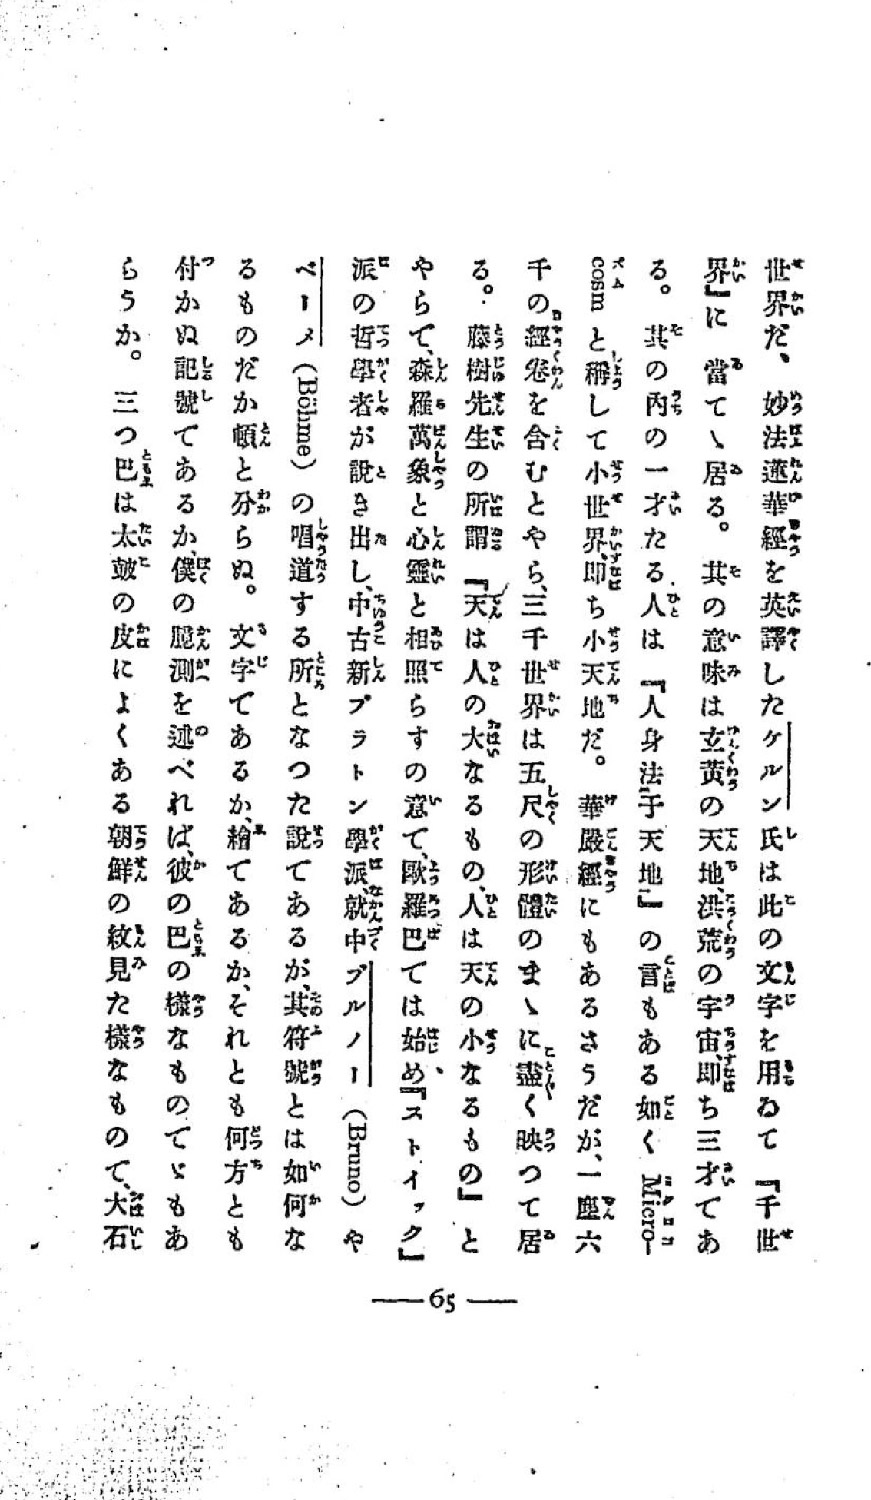 世界だ、妙法蓮華經を英譯したケルン氏は此の文字を用ゐて『千世
界』に當てゝ居る。其の意味は玄黃の天地、洪荒の宇宙、即ち三才であ
る。其の內の一才たる人は『人身法于天地』の言もある如く Micro-
cosm と稱して小世界、即ち小天地だ。華嚴經にもあるさうだが、一塵六
千の經卷を含むとやら、三千世界は五尺の形體のまゝに盡く映つて居
る。藤樹先生の所謂『天は人の大なるもの、人は天の小なるもの』と
やらで、森羅萬象と心靈と相照らすの意で、歐羅巴では始め、『ストイック』
派の哲學者が說き出し、中古新プラトン學派、就中ブルノー（Bruno）や
ベーメ（Böhme）の唱道する所となつた說であるが、其符號とは如何な
るものだか頓と分らぬ。文字であるか、繪であるか、それとも何方とも
付かぬ記號であるか、僕の臆測を述べれば、彼の巴の樣なものでゞもあ
らうか。三つ巴は太皷の皮によくある朝鮮の紋見た樣なもので、大石
— 65 —